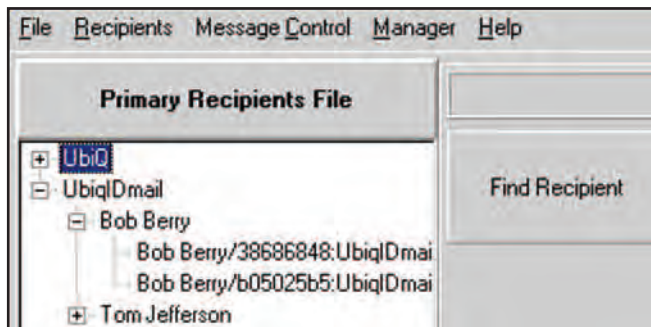 File Recipients Message Control Manager Help
Primary Recipients File
UbiQ
UbiqIDmail
Find Recipient
Bob Berry
Bob Berry/38686848:UbiqIDmai
Bob Berry/b05025b5:UbiqIDmai
Tom Jefferson